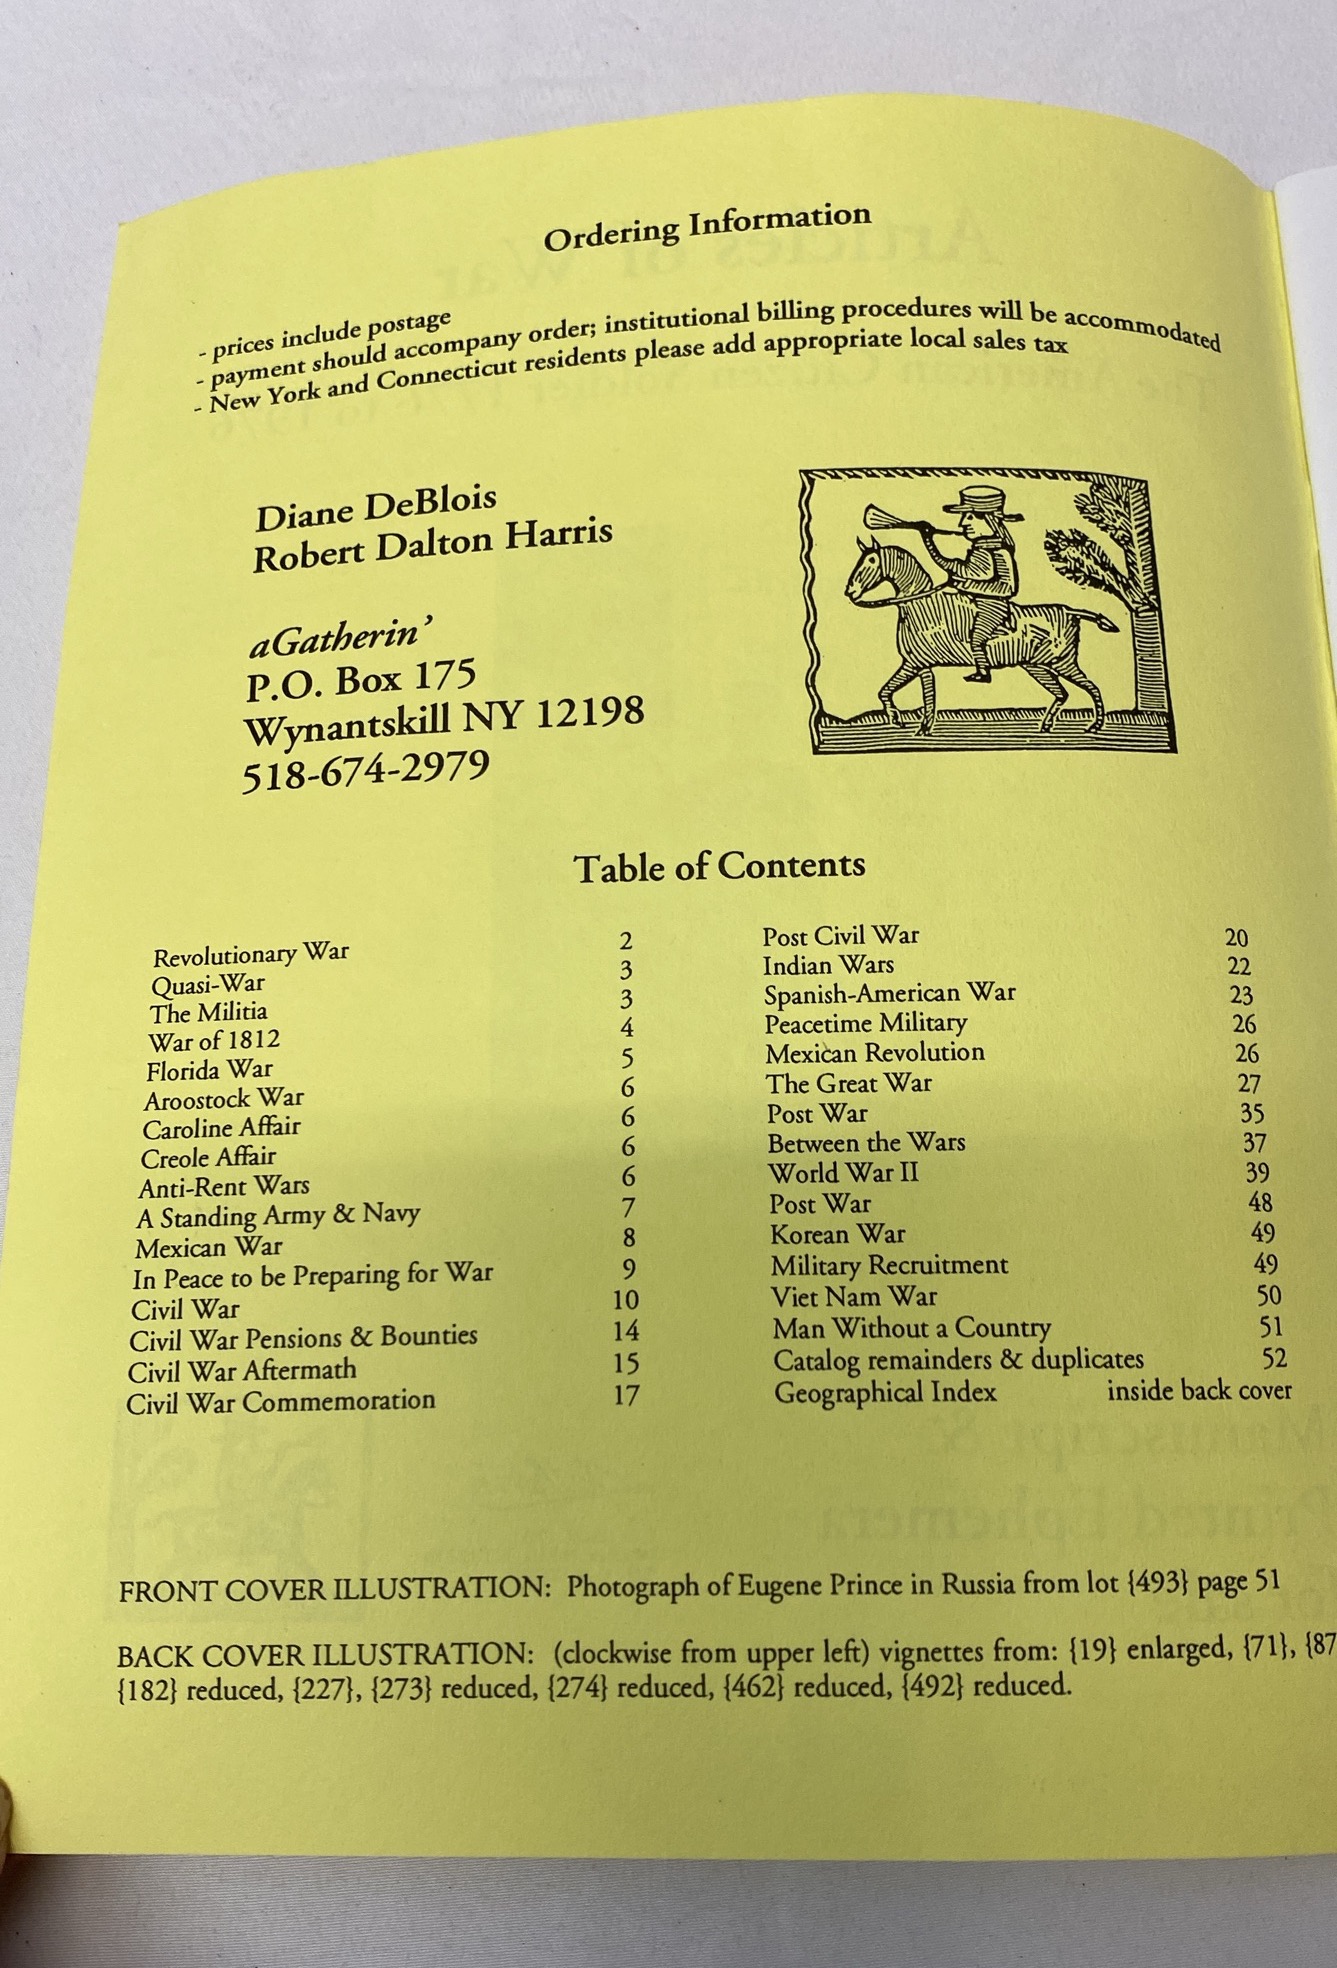 Ordering Information
- prices include postage
- payment should accompany order; institutional billing procedures will be accommodated
- New York and Connecticut residents please add appropriate local sales tax
Diane DeBlois
Robert Dalton Harris
aGatherin’
P.O. Box 175
Wynantskill NY 12198
518-674-2979
Table of Contents
Revolutionary War 2
Quasi-War 3
The Militia 3
War of 1812 4
Florida War 5
Aroostock War 6
Caroline Affair 6
Creole Affair 6
Anti-Rent Wars 6
A Standing Army & Navy 7
Mexican War 8
In Peace to be Preparing for War 9
Civil War 10
Civil War Pensions & Bounties 14
Civil War Aftermath 15
Civil War Commemoration 17
Post Civil War 20
Indian Wars 22
Spanish-American War 23
Peacetime Military 26
Mexican Revolution 26
The Great War 27
Post War 35
Between the Wars 37
World War II 39
Post War 48
Korean War 49
Military Recruitment 49
Viet Nam War 50
Man Without a Country 51
Catalog remainders & duplicates 52
Geographical Index inside back cover
FRONT COVER ILLUSTRATION: Photograph of Eugene Prince in Russia from lot {493} page 51
BACK COVER ILLUSTRATION: (clockwise from upper left) vignettes from: {19} enlarged, {71}, {87
{182} reduced, {227}, {273} reduced, {274} reduced, {462} reduced, {492} reduced.